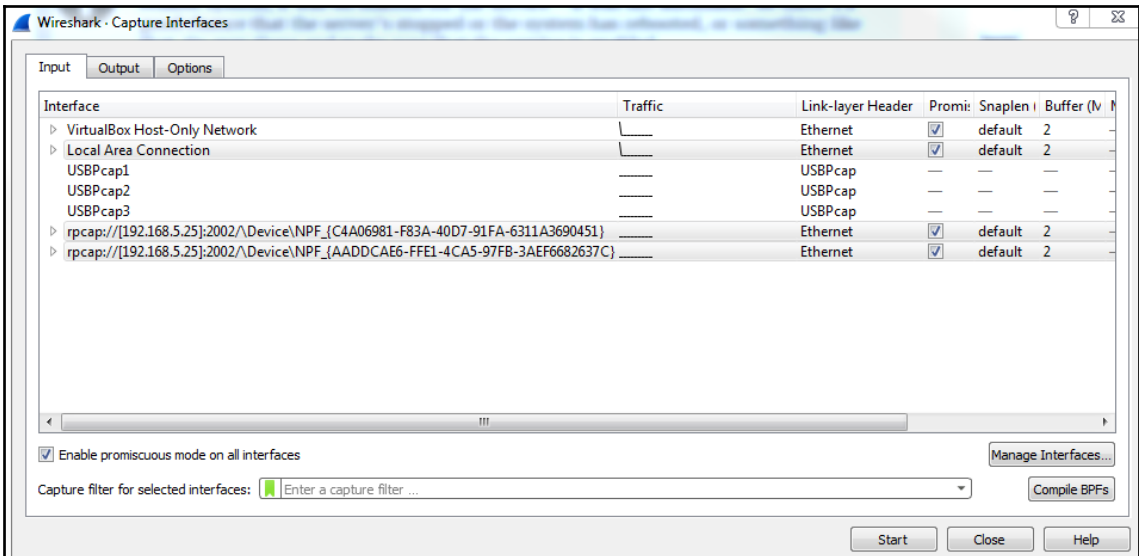 Wireshark · Capture Interfaces
Input Output Options
Interface Traffic Link-layer Header Promis Snaplen ( Buffer (M
VirtualBox Host-Only Network Ethernet default 2 —
Local Area Connection Ethernet default 2 —
USBPcap1 USBPcap — — — —
USBPcap2 USBPcap — — — —
USBPcap3 USBPcap — — — —
rpcap://[192.168.5.25]:2002/\Device\NPF_{C4A06981-F83A-40D7-91FA-6311A3690451} Ethernet default 2 —
rpcap://[192.168.5.25]:2002/\Device\NPF_{AADDCAE6-FFE1-4CA5-97FB-3AEF6682637C} Ethernet default 2 —
Enable promiscuous mode on all interfaces Manage Interfaces...
Capture filter for selected interfaces: Enter a capture filter ... Compile BPFs
Start Close Help